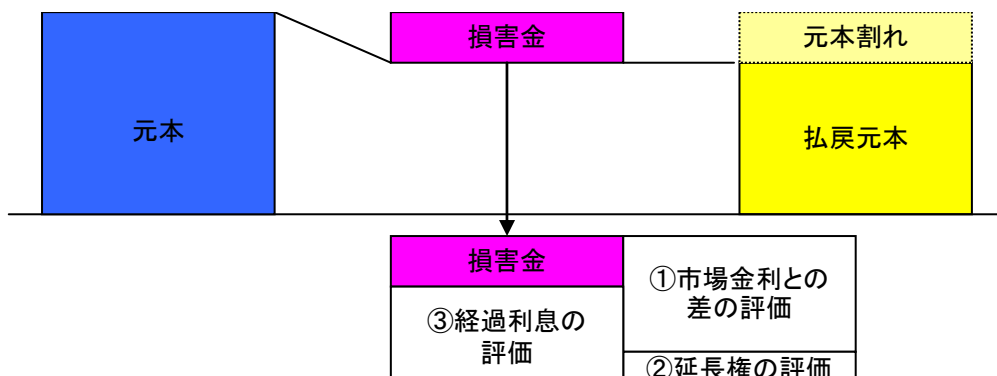 損害金
元本割れ
元本
払戻元本
損害金
①市場金利との
差の評価
③経過利息の
評価
②延長権の評価